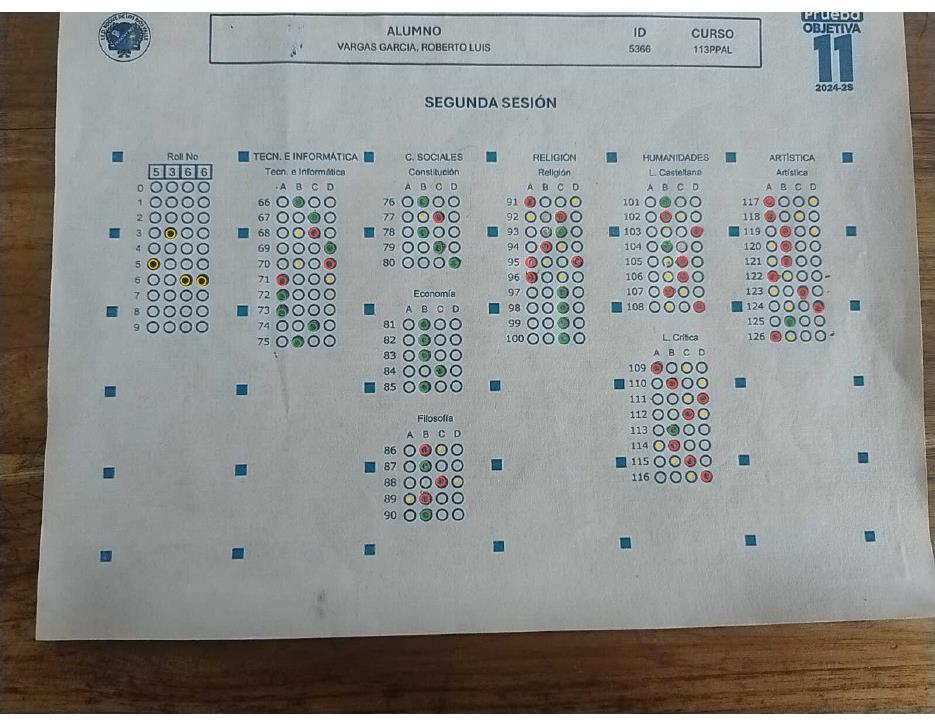 ALUMNO ID CURSO
VARGAS GARCIA, ROBERTO LUIS 5366 113PPAL
Prueba
OBJETIVA
11
2024-2S
SEGUNDA SESIÓN
Roll No
5 3 6 6
0
1
2
3
4
5
6
7
8
9
TECN. E INFORMÁTICA
Tecn. e Informática
A B C D
66
67
68
69
70
71
72
73
74
75
C. SOCIALES
Constitución
A B C D
76
77
78
79
80
Economía
A B C D
81
82
83
84
85
Filosofía
A B C D
86
87
88
89
90
RELIGIÓN
Religión
A B C D
91
92
93
94
95
96
97
98
99
100
HUMANIDADES
L. Castellana
A B C D
101
102
103
104
105
106
107
108
L. Crítica
A B C D
109
110
111
112
113
114
115
116
ARTÍSTICA
Artística
A B C D
117
118
119
120
121
122
123
124
125
126